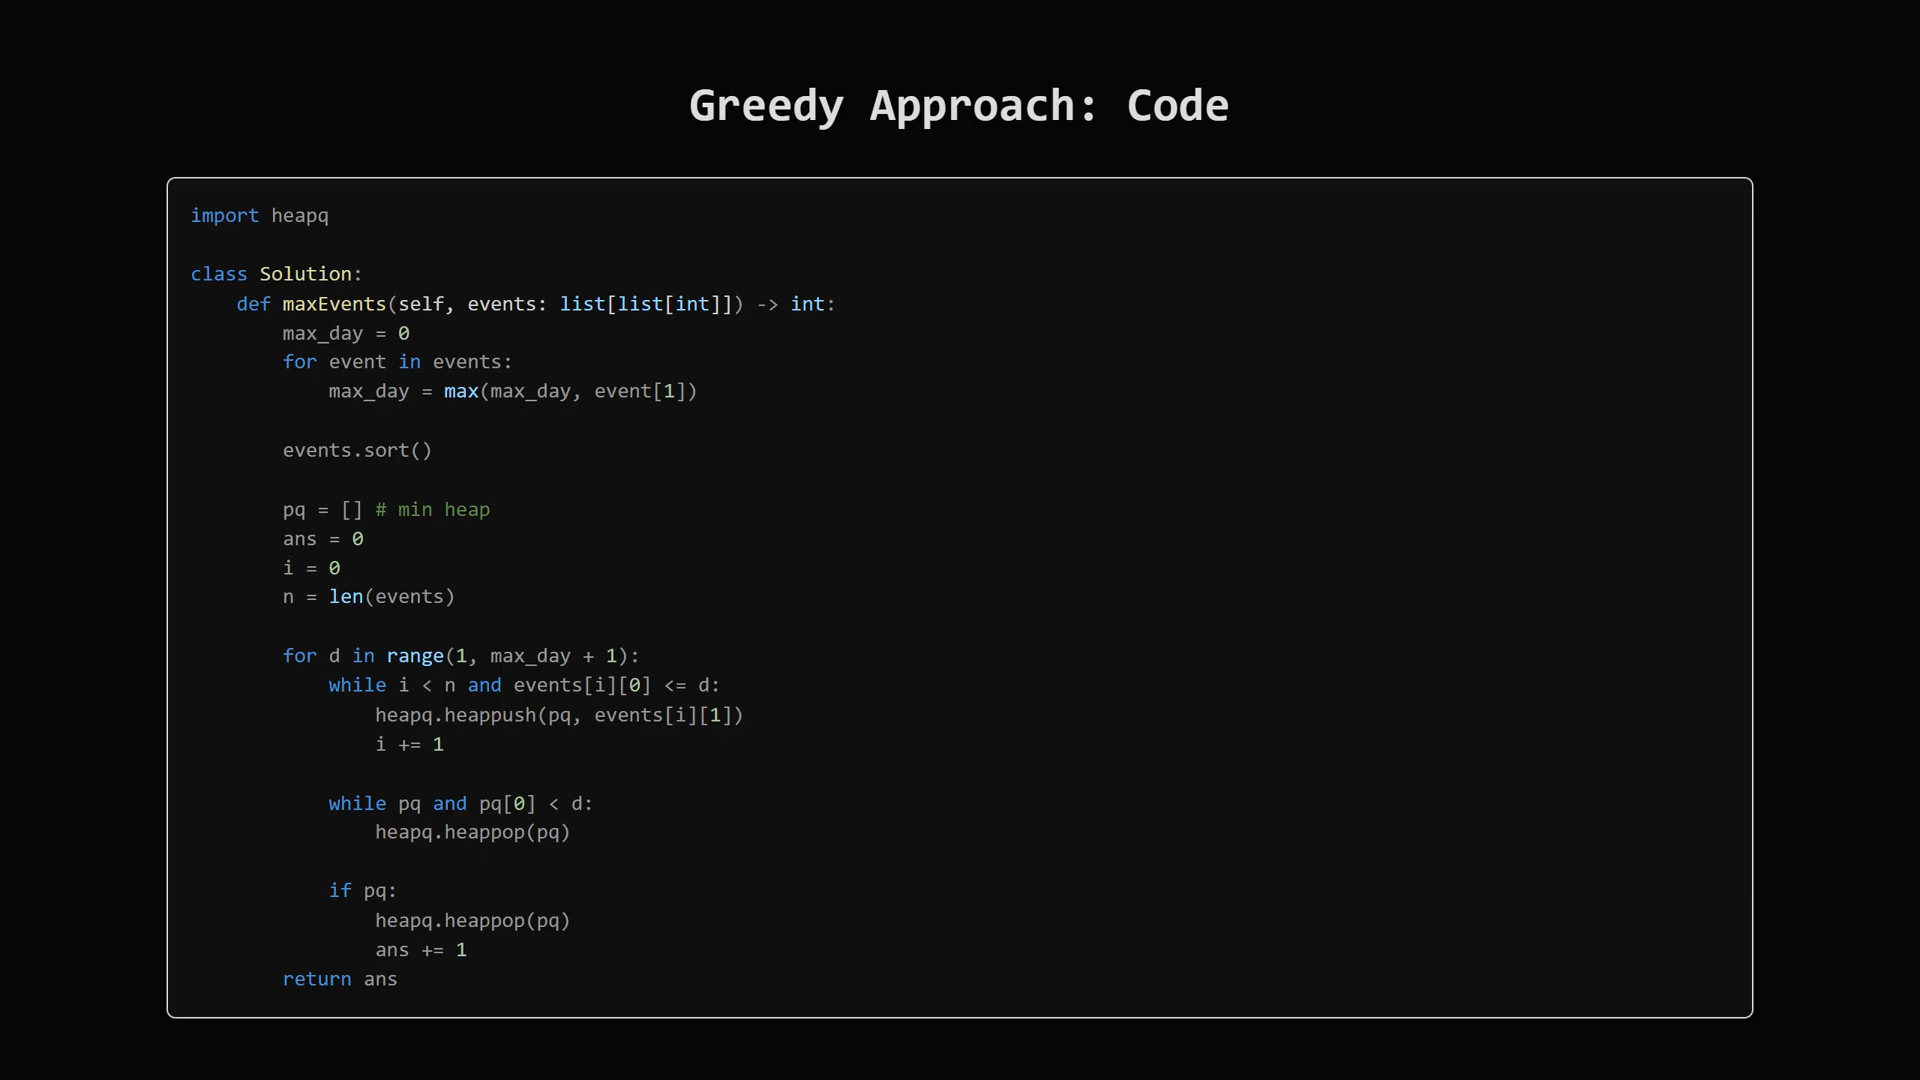 Greedy Approach: Code
import heapq
class Solution:
    def maxEvents(self, events: list[list[int]]) -> int:
        max_day = 0
        for event in events:
            max_day = max(max_day, event[1])
        events.sort()
        pq = [] # min heap
        ans = 0
        i = 0
        n = len(events)
        for d in range(1, max_day + 1):
            while i < n and events[i][0] <= d:
                heapq.heappush(pq, events[i][1])
                i += 1
            while pq and pq[0] < d:
                heapq.heappop(pq)
            if pq:
                heapq.heappop(pq)
                ans += 1
        return ans